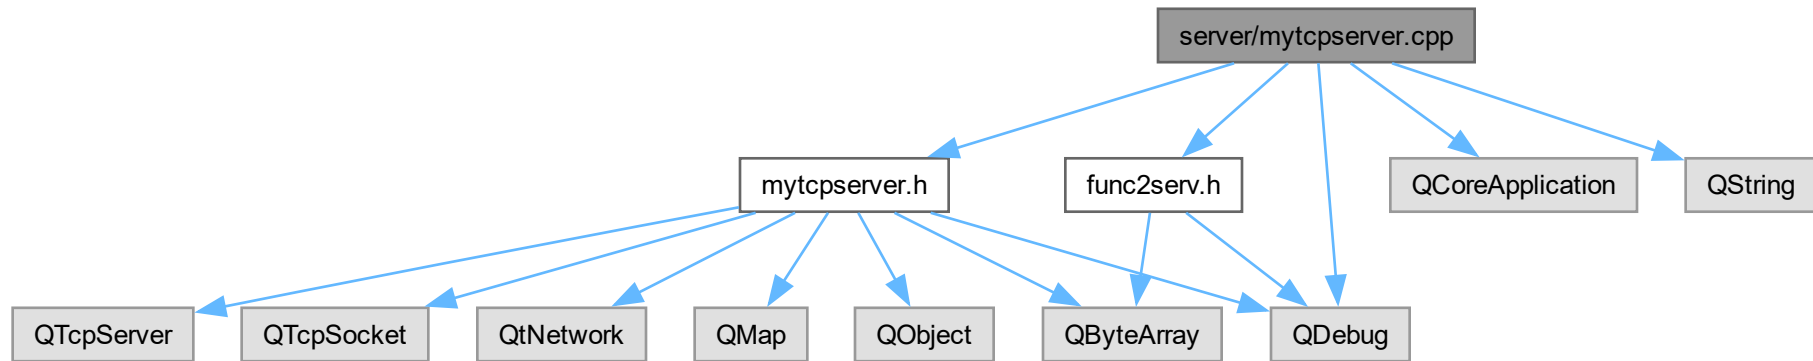 server/mytcpserver.cpp
mytcpserver.h
func2serv.h
QCoreApplication
QString
QTcpServer
QTcpSocket
QtNetwork
QMap
QObject
QByteArray
QDebug